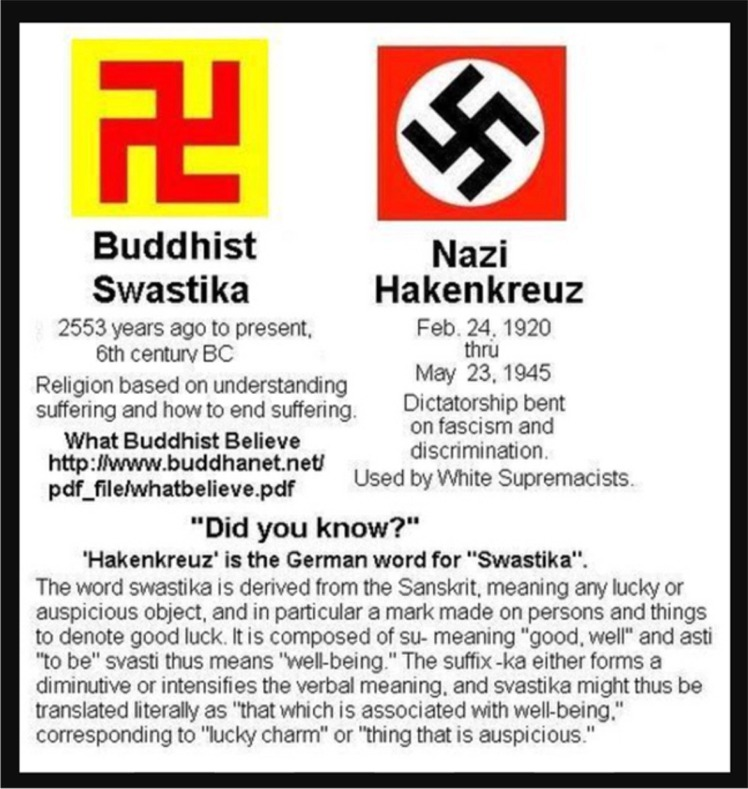 Buddhist
Swastika
2553 years ago to present,
6th century BC
Religion based on understanding
suffering and how to end suffering.
What Buddhist Believe
http://www.buddhanet.net/
pdf_file/whatbelieve.pdf
Nazi
Hakenkreuz
Feb. 24, 1920
thru
May 23, 1945
Dictatorship bent
on fascism and
discrimination.
Used by White Supremacists.
"Did you know?"
'Hakenkreuz' is the German word for "Swastika".
The word swastika is derived from the Sanskrit, meaning any lucky or
auspicious object, and in particular a mark made on persons and things
to denote good luck. It is composed of su- meaning "good, well" and asti
"to be" svasti thus means "well-being." The suffix -ka either forms a
diminutive or intensifies the verbal meaning, and svastika might thus be
translated literally as "that which is associated with well-being,"
corresponding to "lucky charm" or "thing that is auspicious."